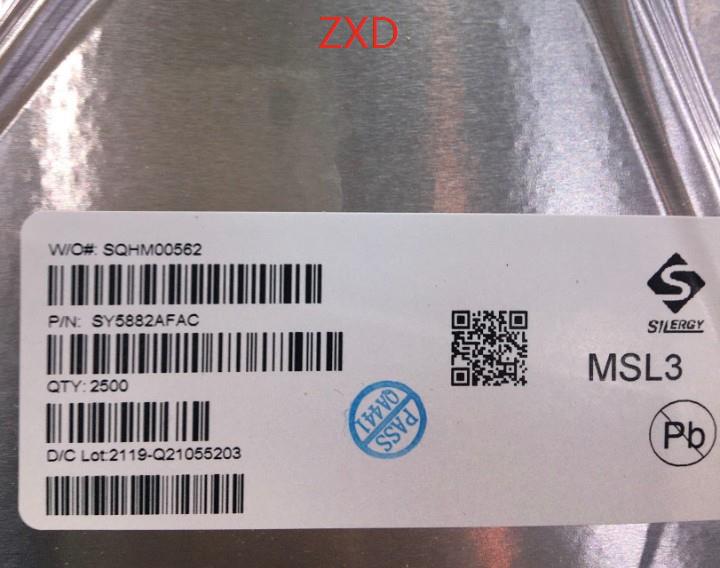 ZXD
W/O#: SQHM00562
P/N: SY5882AFAC
QTY: 2500
D/C Lot:2119-Q21055203
PASS
QA441
S
SILERGY
MSL3
Pb